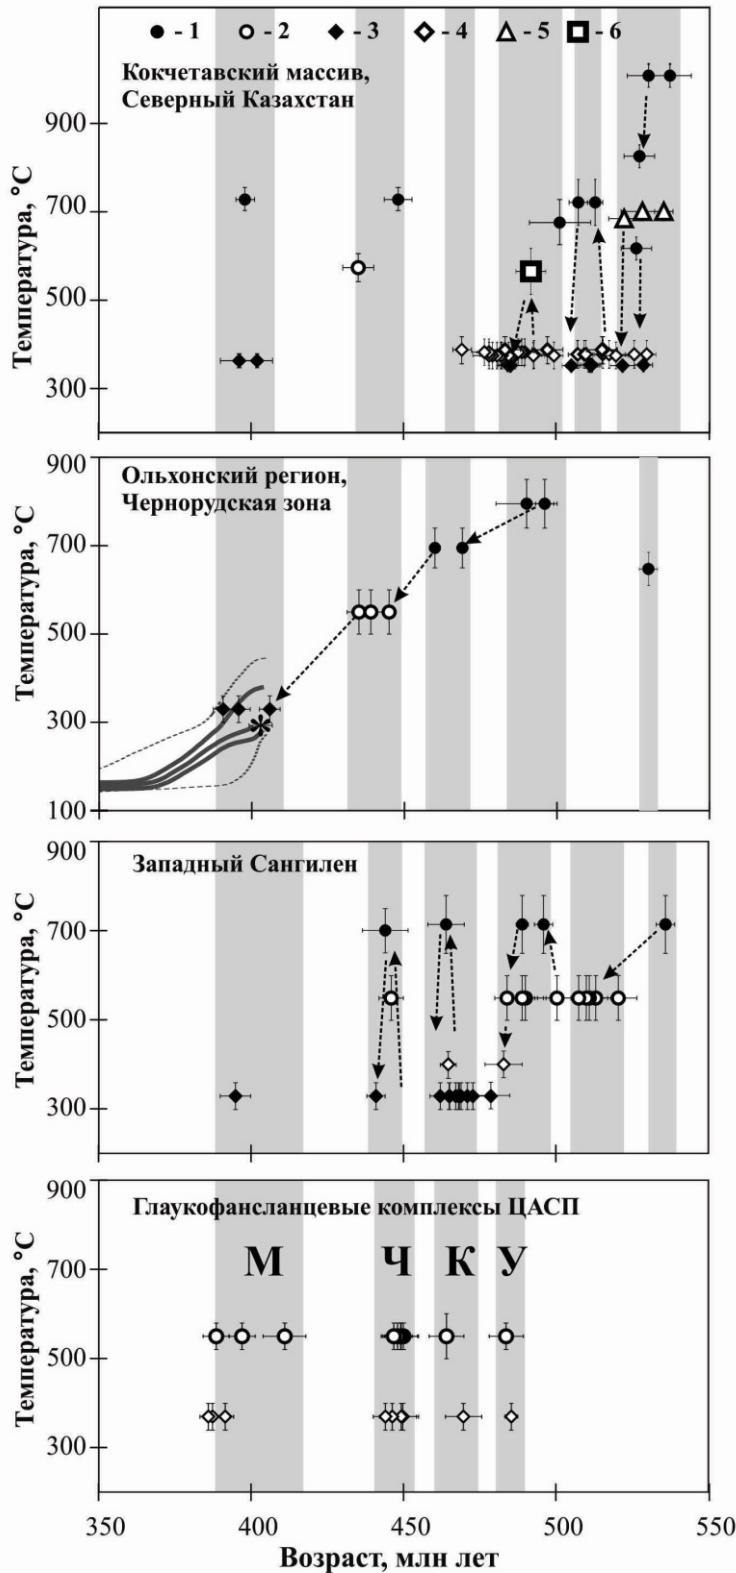 - 1 - 2 - 3 - 4 - 5 - 6
Кокчетавский массив,
Северный Казахстан
Температура, °C
900
700
500
300
Ольхонский регион,
Чернорудская зона
Температура, °C
900
700
500
300
100
Западный Сангилен
Температура, °C
900
700
500
300
Глаукофансланцевые комплексы ЦАСП
М Ч К У
Температура, °C
900
700
500
300
350 400 450 500 550
Возраст, млн лет